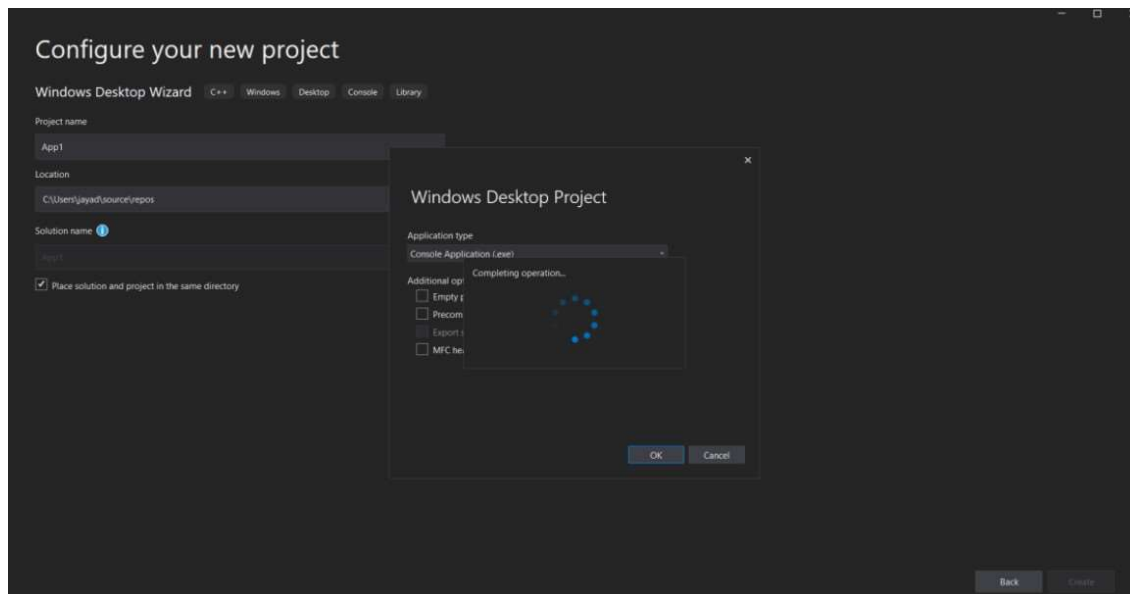 Configure your new project
Windows Desktop Wizard C++ Windows Desktop Console Library
Project name
App1
Location
C:\Users\jayad\source\repos
Solution name
App1
Place solution and project in the same directory
Windows Desktop Project
Application type
Console Application (.exe)
Additional op
Completing operation...
Empty p
Precom
Export s
MFC he
OK Cancel
Back Create